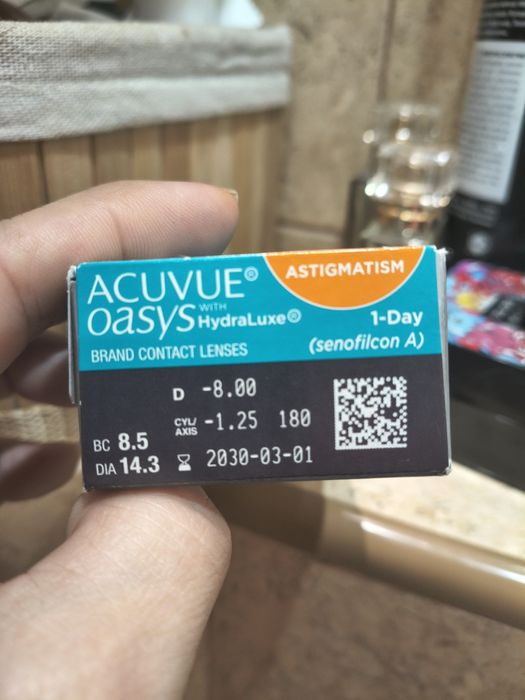 ACUVUE®
ASTIGMATISM
oasys WITH HydraLuxe®
1-Day
BRAND CONTACT LENSES
(senofilcon A)
D -8.00
CYL/AXIS -1.25 180
BC 8.5
DIA 14.3
2030-03-01